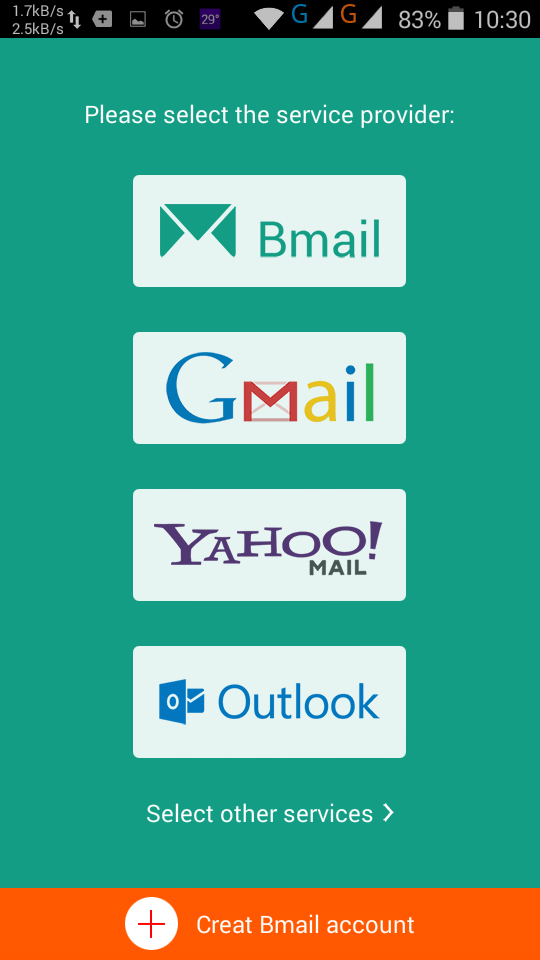 1.7kB/s
2.5kB/s
29°
G G 83% 10:30
Please select the service provider:
Bmail
Gmail
YAHOO!
MAIL
Outlook
Select other services
Creat Bmail account